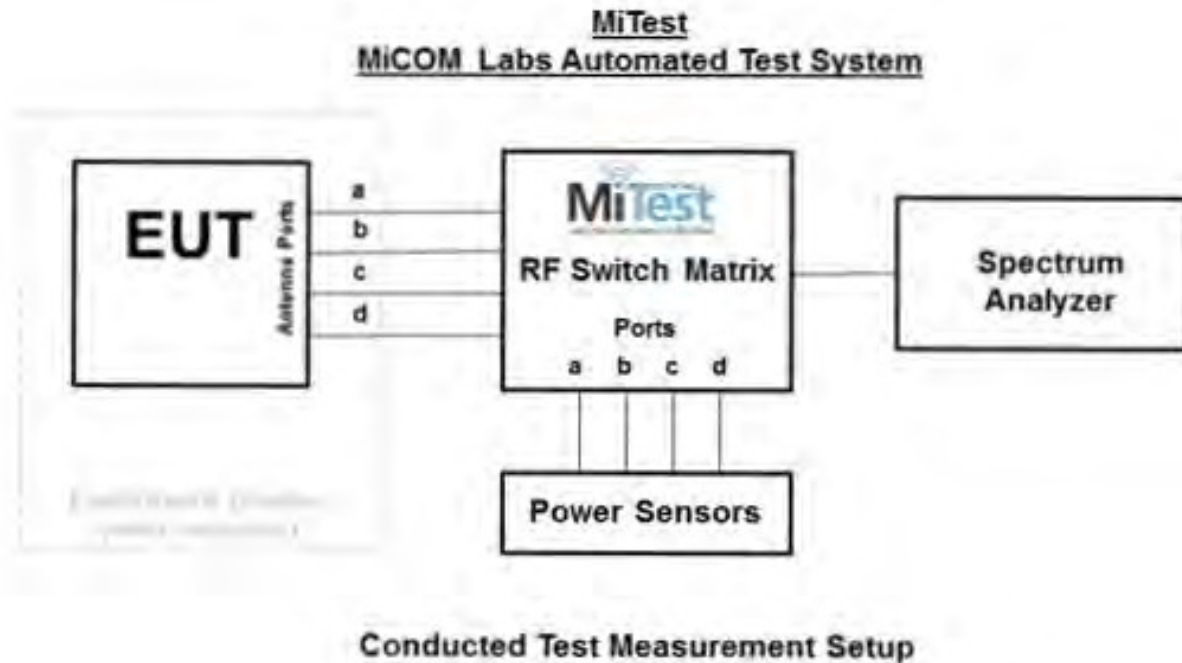 MiTest
MiCOM Labs Automated Test System
EUT
Antenna Ports
a
b
c
d
MiTest
RF Switch Matrix
Ports
a b c d
Spectrum
Analyzer
Power Sensors
Conducted Test Measurement Setup